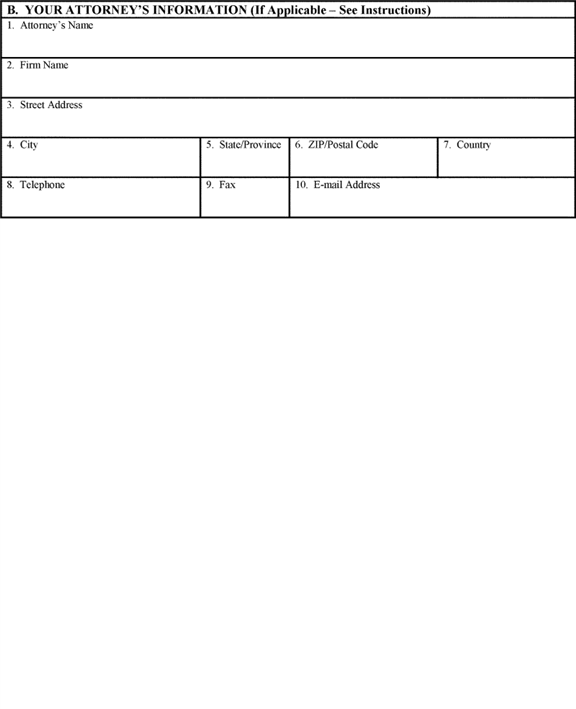 B. YOUR ATTORNEY’S INFORMATION (If Applicable – See Instructions)
1. Attorney’s Name
2. Firm Name
3. Street Address
4. City 5. State/Province 6. ZIP/Postal Code 7. Country
8. Telephone 9. Fax 10. E-mail Address